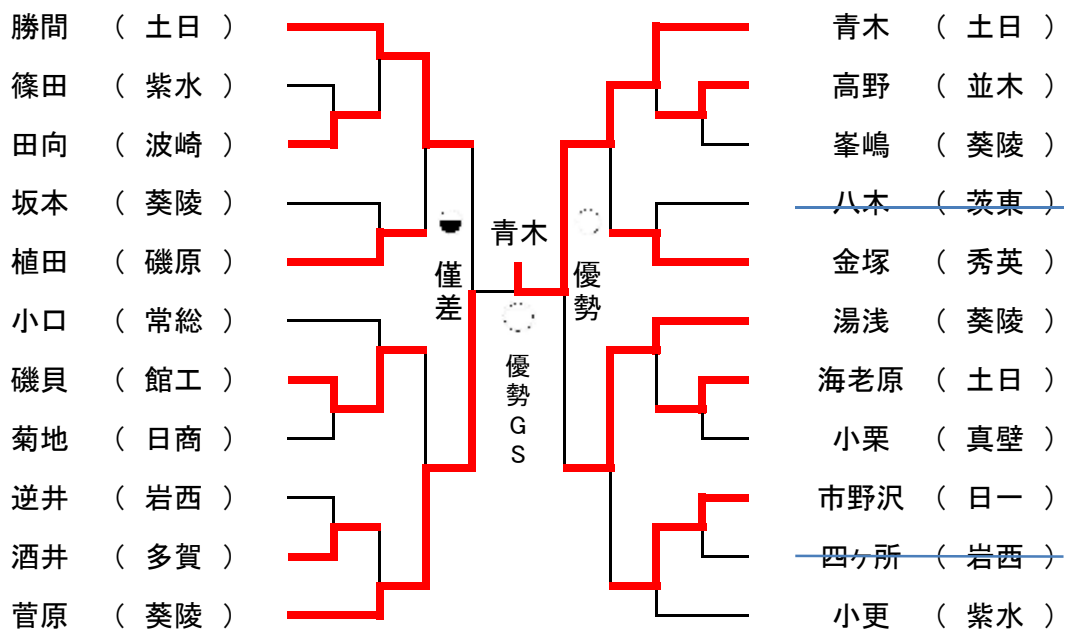 勝間 （ 土日 ）
篠田 （ 紫水 ）
田向 （ 波崎 ）
坂本 （ 葵陵 ）
植田 （ 磯原 ）
小口 （ 常総 ）
磯貝 （ 館工 ）
菊地 （ 日商 ）
逆井 （ 岩西 ）
酒井 （ 多賀 ）
菅原 （ 葵陵 ）
僅差
青木
優勢GS
優勢
青木 （ 土日 ）
高野 （ 並木 ）
峯嶋 （ 葵陵 ）
八木 （ 茨東 ）
金塚 （ 秀英 ）
湯浅 （ 葵陵 ）
海老原 （ 土日 ）
小栗 （ 真壁 ）
市野沢 （ 日一 ）
四ヶ所 （ 岩西 ）
小更 （ 紫水 ）